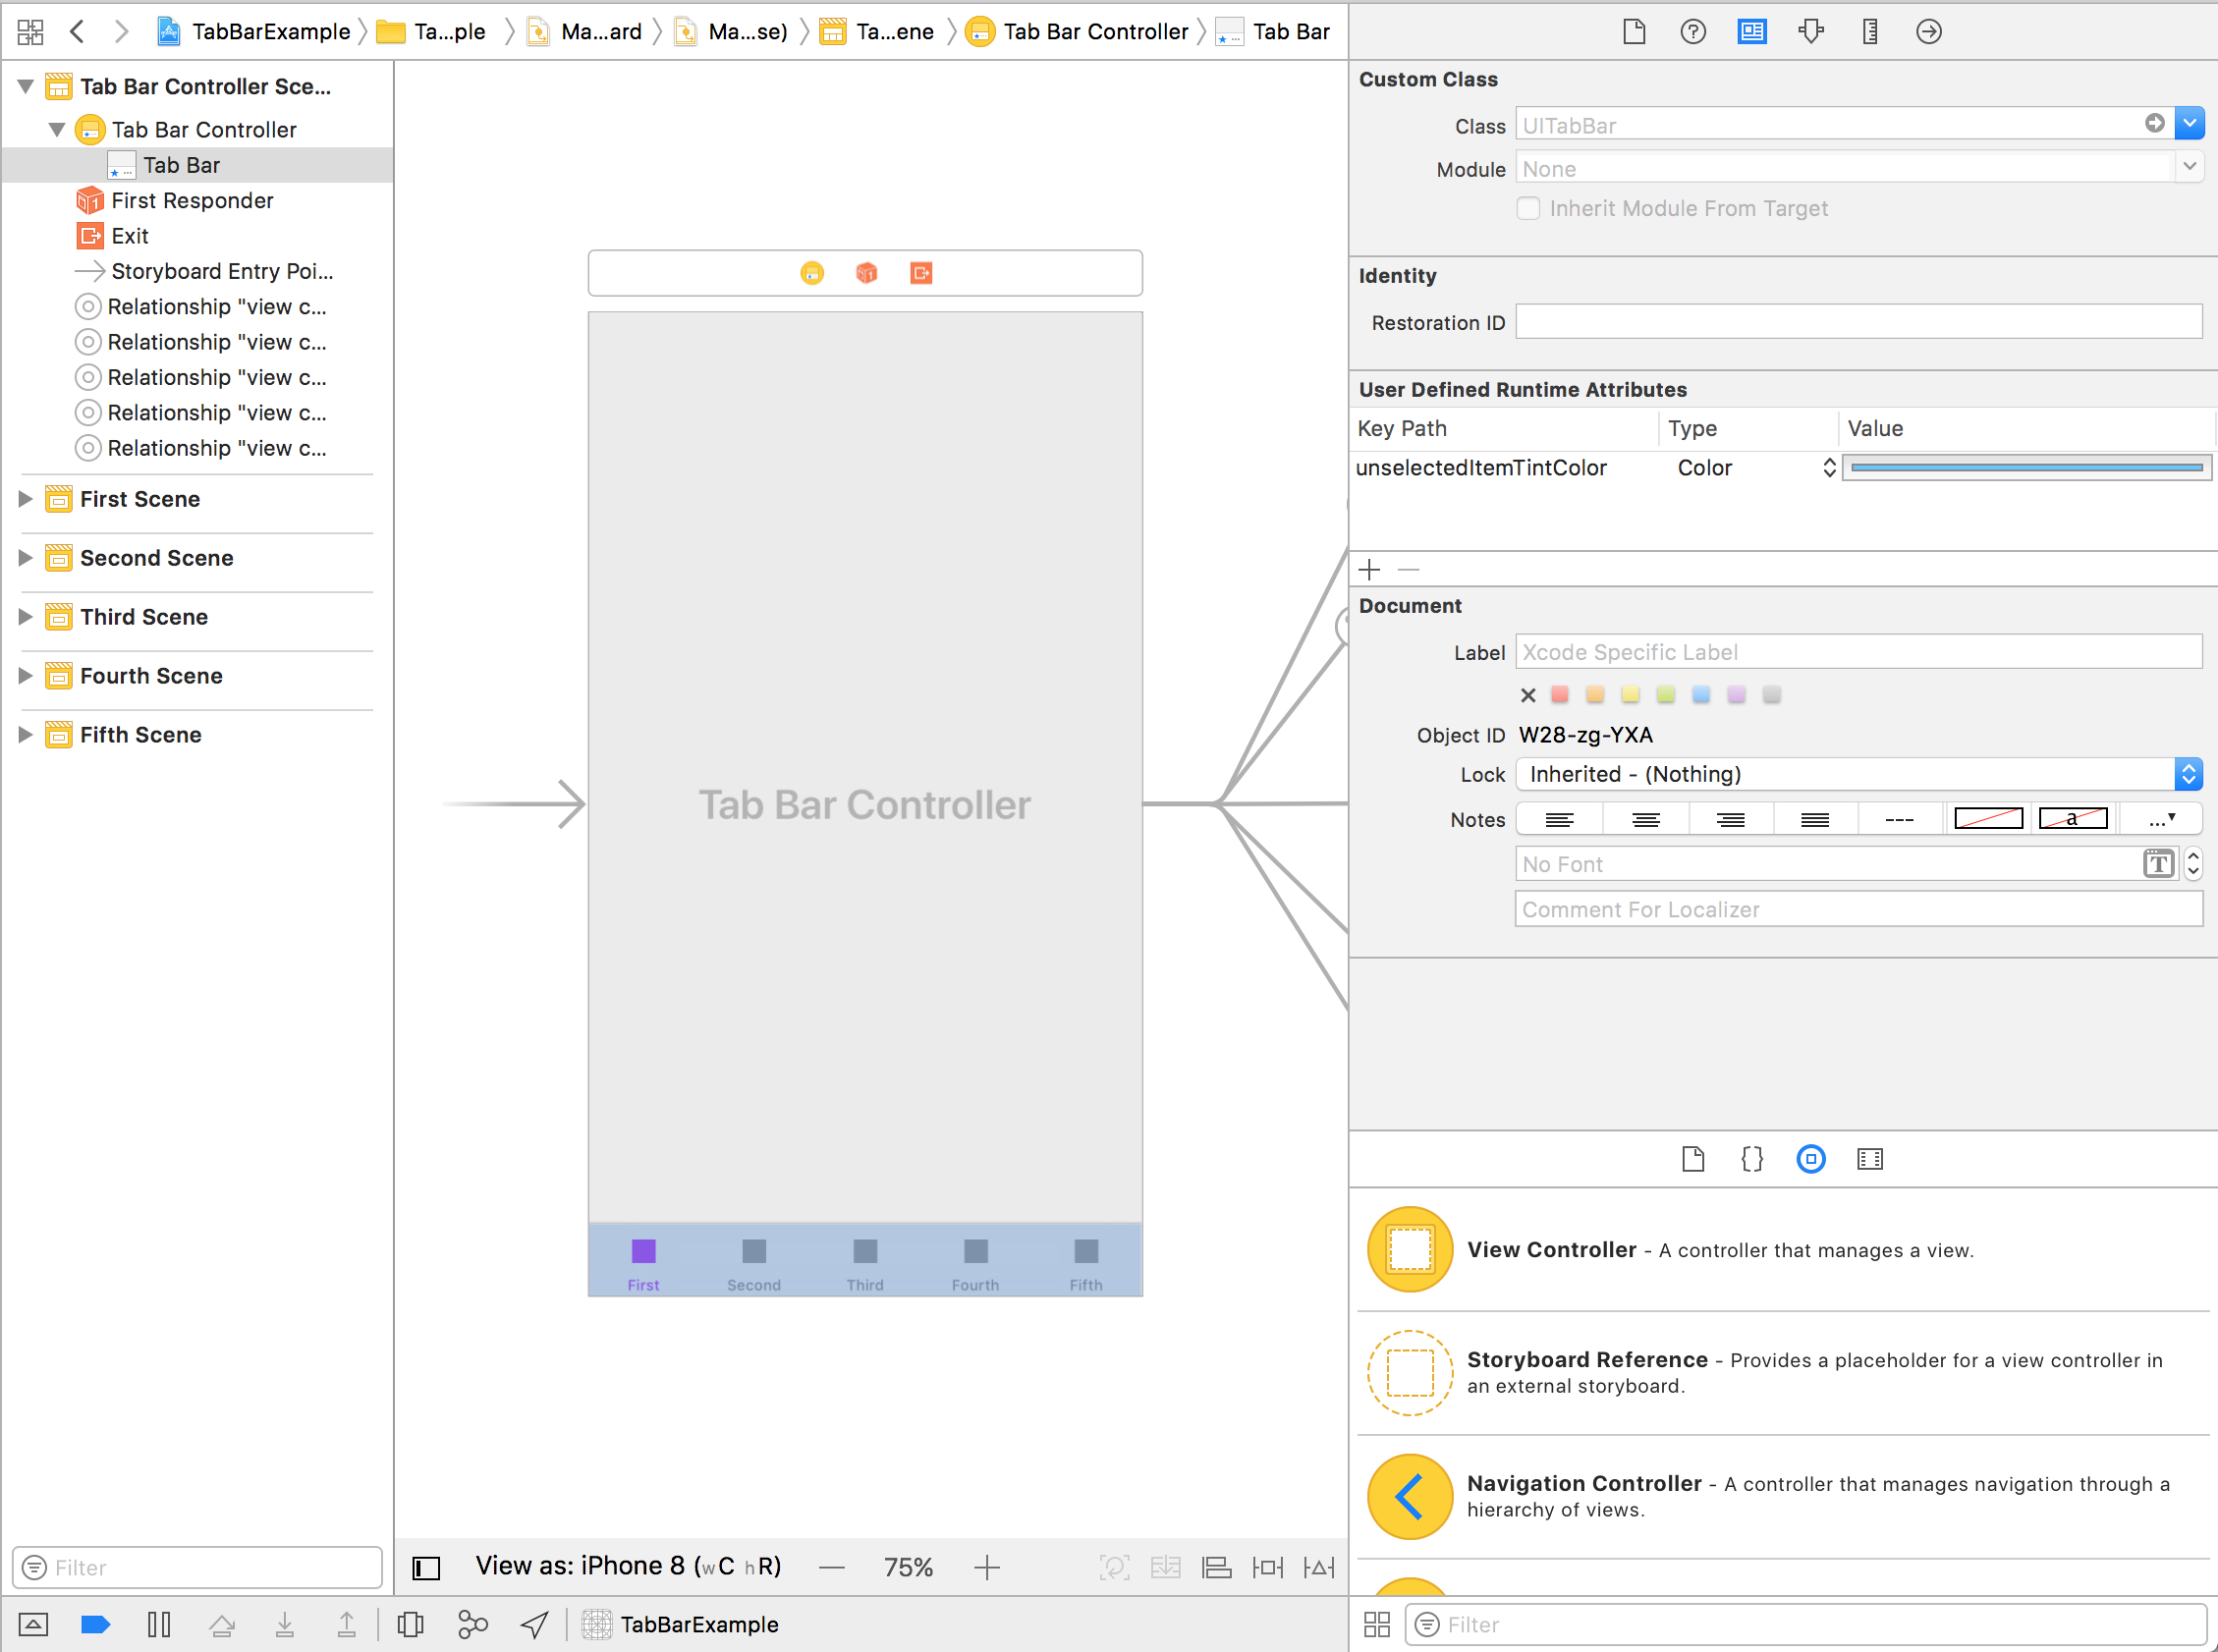 TabBarExample Ta...ple Ma...ard Ma...se) Ta...ene Tab Bar Controller Tab Bar
Tab Bar Controller Sce...
Tab Bar Controller
Tab Bar
First Responder
Exit
Storyboard Entry Poi...
Relationship "view c...
Relationship "view c...
Relationship "view c...
Relationship "view c...
Relationship "view c...
First Scene
Second Scene
Third Scene
Fourth Scene
Fifth Scene
Filter
Tab Bar Controller
First Second Third Fourth Fifth
View as: iPhone 8 (wC hR) — 75% +
TabBarExample
Custom Class
Class UITabBar
Module None
Inherit Module From Target
Identity
Restoration ID
User Defined Runtime Attributes
Key Path Type Value
unselectedItemTintColor Color
Document
Label Xcode Specific Label
Object ID W28-zg-YXA
Lock Inherited - (Nothing)
Notes --- a ...
No Font T
Comment For Localizer
{}
View Controller - A controller that manages a view.
Storyboard Reference - Provides a placeholder for a view controller in
an external storyboard.
Navigation Controller - A controller that manages navigation through a
hierarchy of views.
Filter